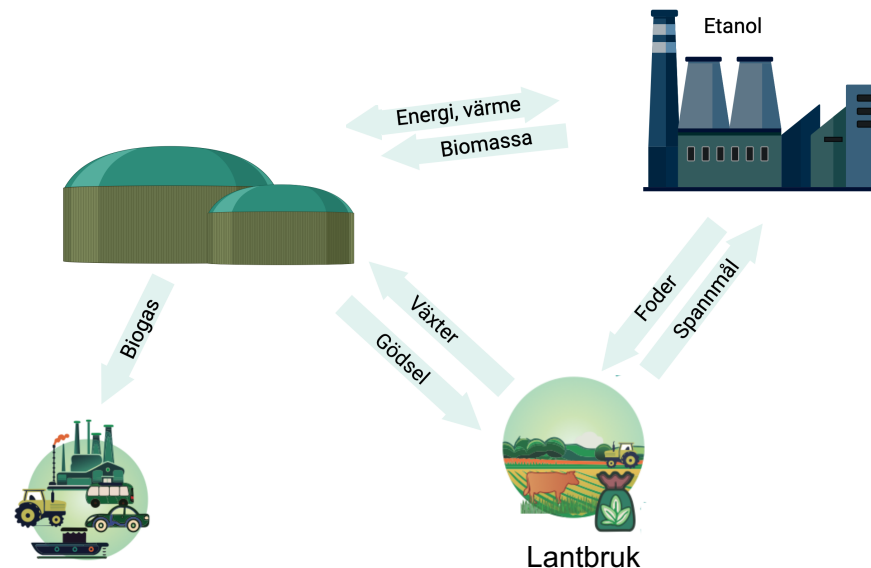 Etanol
Energi, värme
Biomassa
Foder
Spannmål
Biogas
Växter
Gödsel
Lantbruk